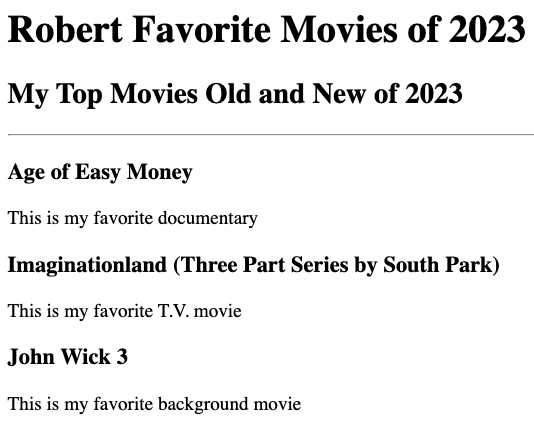 Robert Favorite Movies of 2023
My Top Movies Old and New of 2023
Age of Easy Money
This is my favorite documentary
Imaginationland (Three Part Series by South Park)
This is my favorite T.V. movie
John Wick 3
This is my favorite background movie